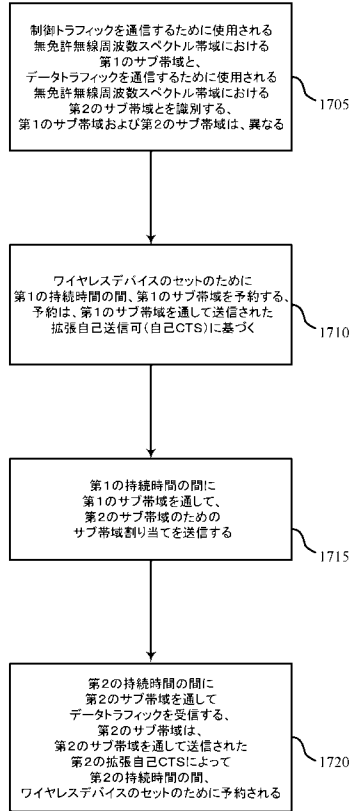 制御トラフィックを通信するために使用される
無免許無線周波数スペクトル帯域における
第1のサブ帯域と、
データトラフィックを通信するために使用される
無免許無線周波数スペクトル帯域における
第2のサブ帯域とを識別する、
第1のサブ帯域および第2のサブ帯域は、異なる
1705
ワイヤレスデバイスのセットのために
第1の持続時間の間、第1のサブ帯域を予約する、
予約は、第1のサブ帯域を通して送信された
拡張自己送信可(自己CTS)に基づく
1710
第1の持続時間の間に
第1のサブ帯域を通して、
第2のサブ帯域のための
サブ帯域割り当てを送信する
1715
第2の持続時間の間に
第2のサブ帯域を通して
データトラフィックを受信する、
第2のサブ帯域は、
第2のサブ帯域を通して送信された
第2の拡張自己CTSによって
第2の持続時間の間、
ワイヤレスデバイスのセットのために予約される
1720